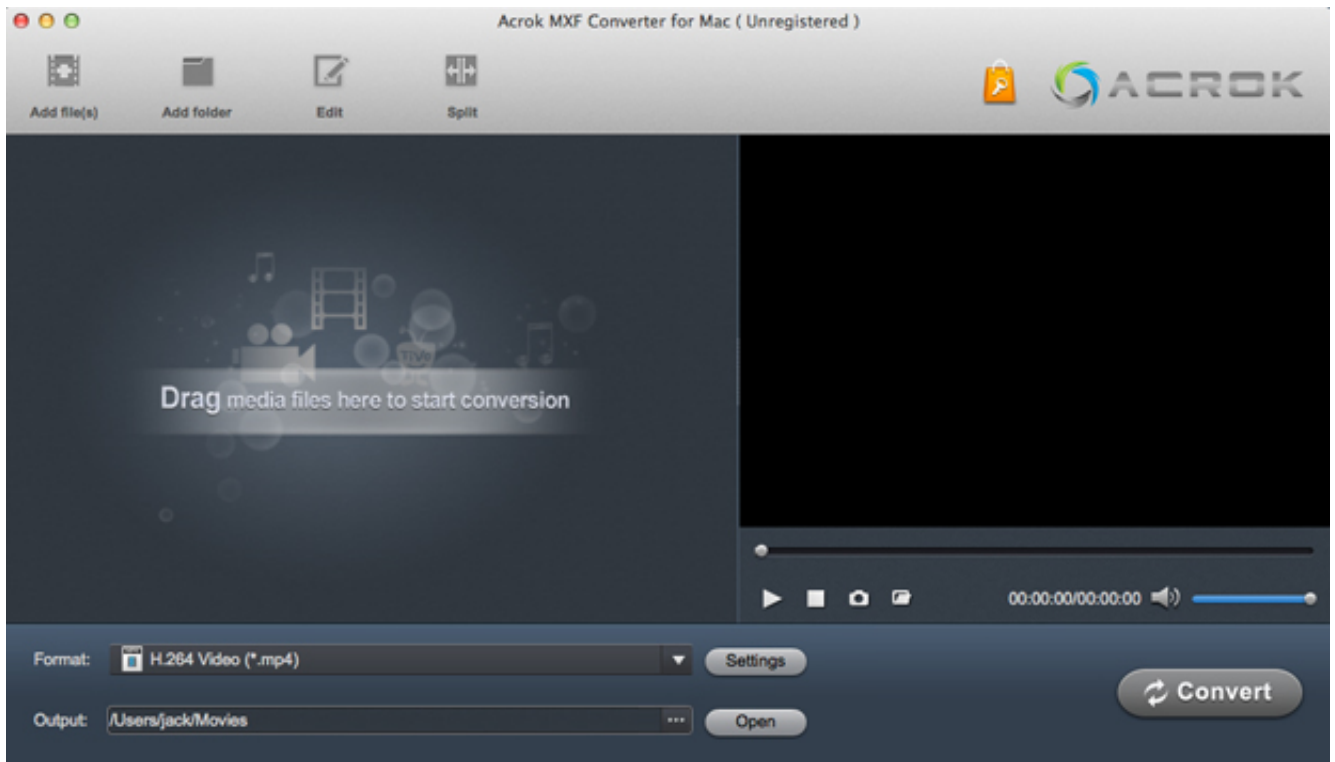 Acrok MXF Converter for Mac ( Unregistered )
Add file(s) Add folder Edit Split
ACROK
TiVo
Drag media files here to start conversion
00:00:00/00:00:00
Format: H.264 Video (*.mp4) Settings
Convert
Output: /Users/jack/Movies ... Open